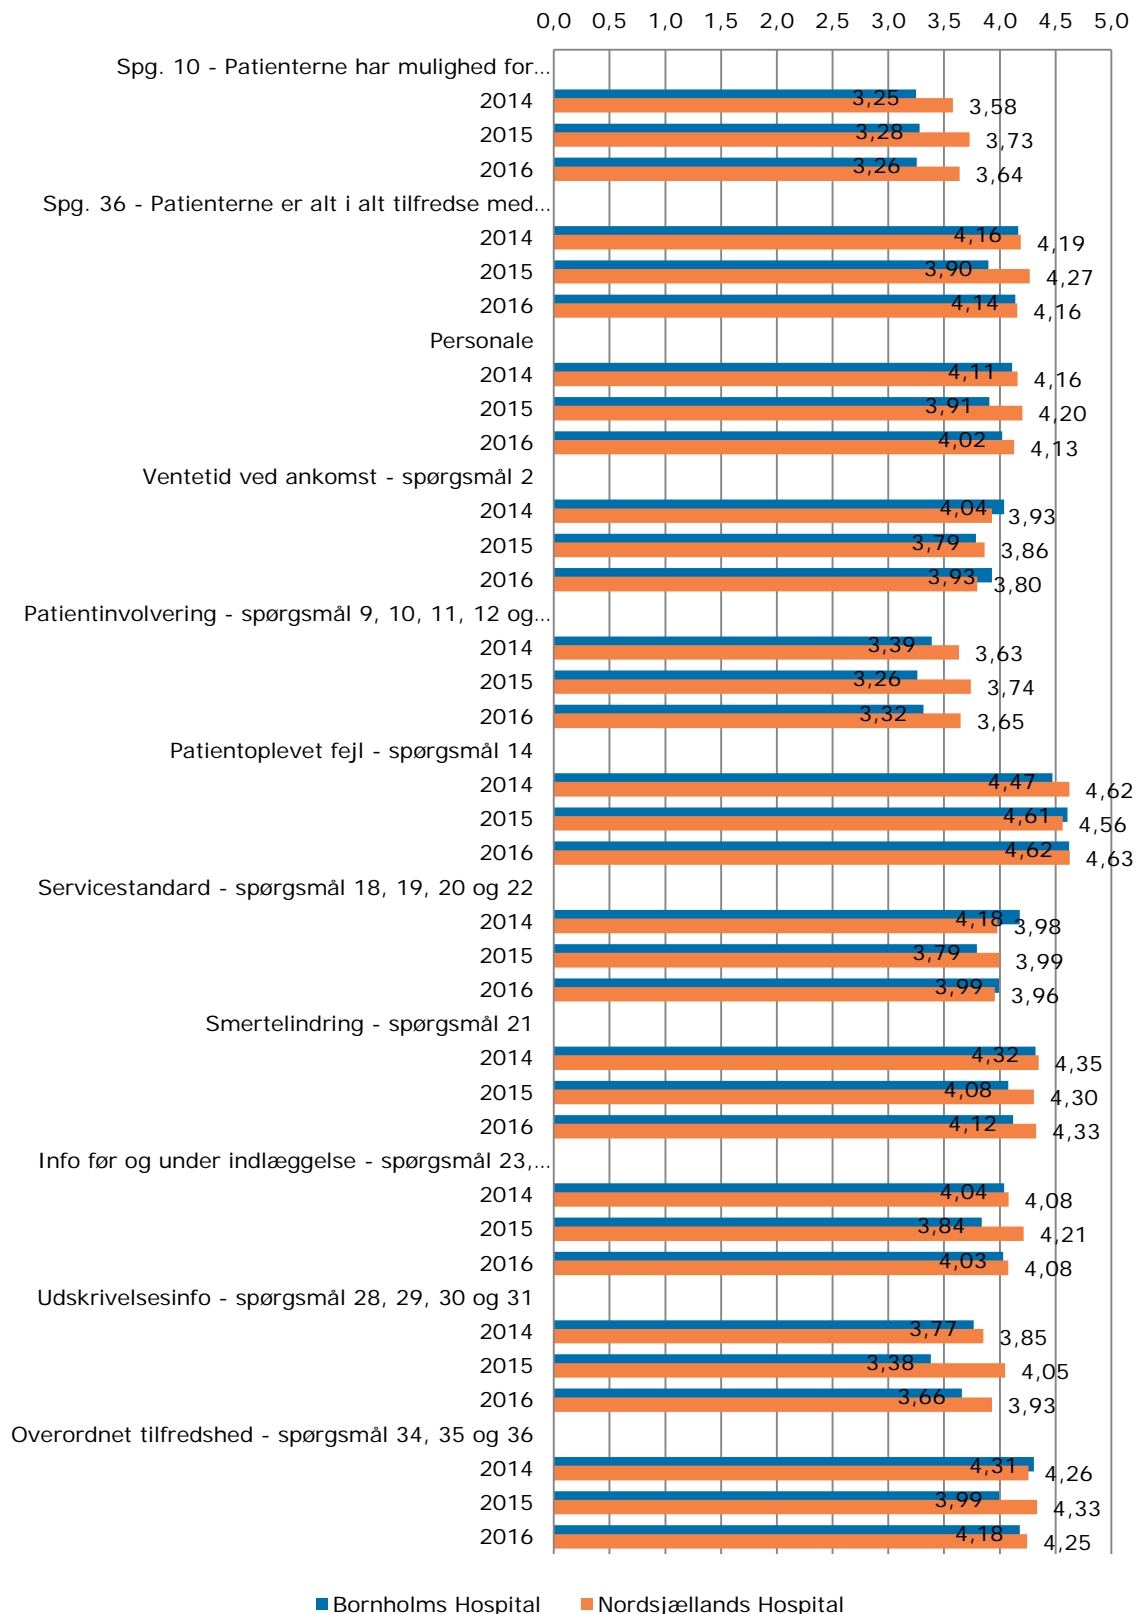 0,0 0,5 1,0 1,5 2,0 2,5 3,0 3,5 4,0 4,5 5,0
Spg. 10 - Patienterne har mulighed for...
2014 3,25 3,58
2015 3,28 3,73
2016 3,26 3,64
Spg. 36 - Patienterne er alt i alt tilfredse med...
2014 4,16 4,19
2015 3,90 4,27
2016 4,14 4,16
Personale
2014 4,11 4,16
2015 3,91 4,20
2016 4,02 4,13
Ventetid ved ankomst - spørgsmål 2
2014 4,04 3,93
2015 3,79 3,86
2016 3,93 3,80
Patientinvolvering - spørgsmål 9, 10, 11, 12 og...
2014 3,39 3,63
2015 3,26 3,74
2016 3,32 3,65
Patientoplevet fejl - spørgsmål 14
2014 4,47 4,62
2015 4,61 4,56
2016 4,62 4,63
Servicestandard - spørgsmål 18, 19, 20 og 22
2014 4,18 3,98
2015 3,79 3,99
2016 3,99 3,96
Smertelindring - spørgsmål 21
2014 4,32 4,35
2015 4,08 4,30
2016 4,12 4,33
Info før og under indlæggelse - spørgsmål 23,...
2014 4,04 4,08
2015 3,84 4,21
2016 4,03 4,08
Udskrivelsesinfo - spørgsmål 28, 29, 30 og 31
2014 3,77 3,85
2015 3,38 4,05
2016 3,66 3,93
Overordnet tilfredshed - spørgsmål 34, 35 og 36
2014 4,31 4,26
2015 3,99 4,33
2016 4,18 4,25
Bornholms Hospital Nordsjællands Hospital